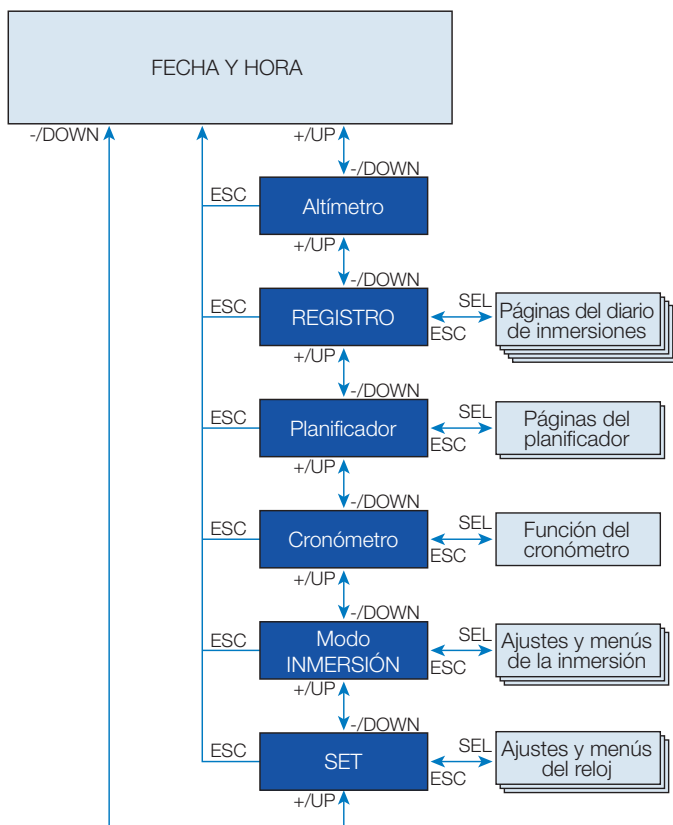 FECHA Y HORA
-/DOWN
+/UP
-/DOWN
ESC
Altímetro
+/UP
-/DOWN
ESC
REGISTRO
SEL
ESC
Páginas del diario
de inmersiones
+/UP
-/DOWN
ESC
Planificador
SEL
ESC
Páginas del
planificador
+/UP
-/DOWN
ESC
Cronómetro
SEL
ESC
Función del
cronómetro
+/UP
-/DOWN
ESC
Modo
INMERSIÓN
SEL
ESC
Ajustes y menús
de la inmersión
+/UP
-/DOWN
ESC
SET
SEL
ESC
Ajustes y menús
del reloj
+/UP